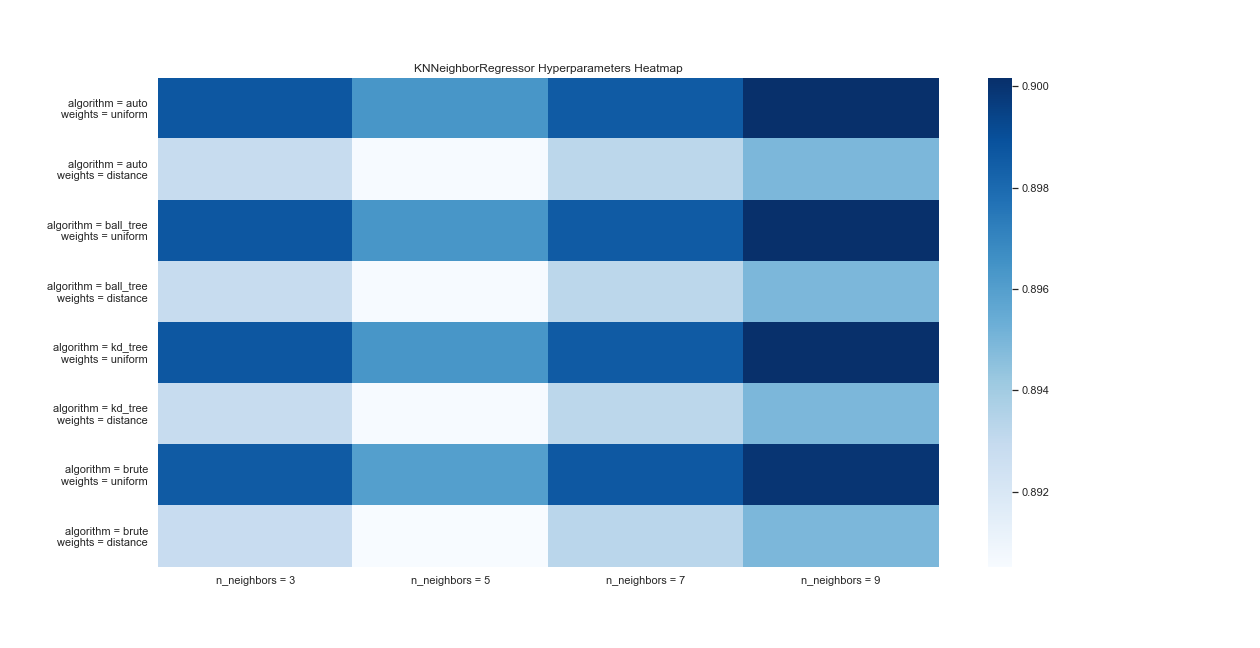 KNNeighborRegressor Hyperparameters Heatmap
algorithm = auto
weights = uniform
algorithm = auto
weights = distance
algorithm = ball_tree
weights = uniform
algorithm = ball_tree
weights = distance
algorithm = kd_tree
weights = uniform
algorithm = kd_tree
weights = distance
algorithm = brute
weights = uniform
algorithm = brute
weights = distance
n_neighbors = 3
n_neighbors = 5
n_neighbors = 7
n_neighbors = 9
0.900
0.898
0.896
0.894
0.892